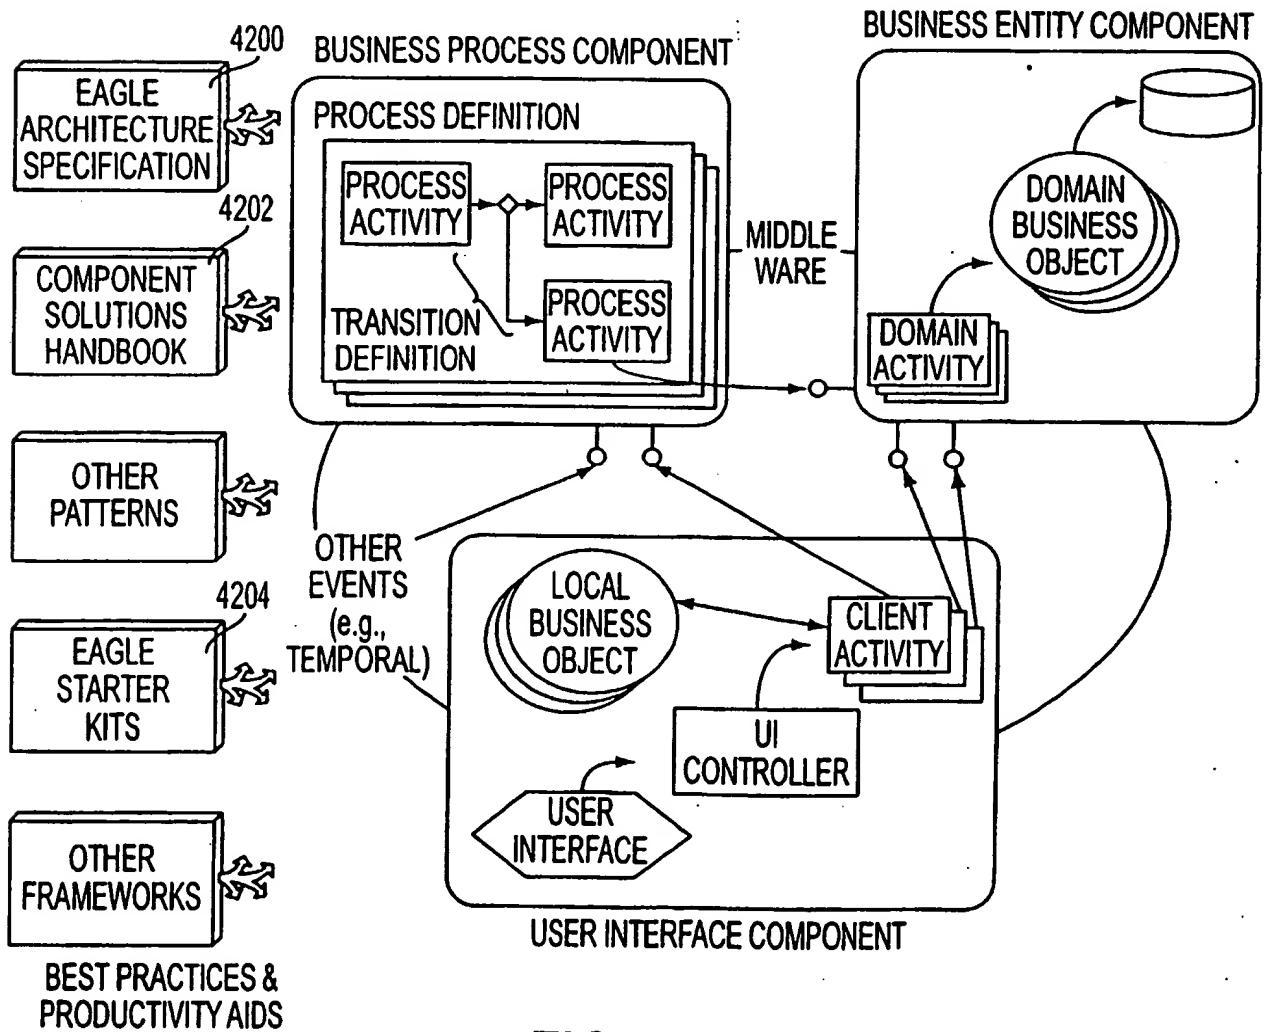 4200
EAGLE
ARCHITECTURE
SPECIFICATION
4202
COMPONENT
SOLUTIONS
HANDBOOK
OTHER
PATTERNS
4204
EAGLE
STARTER
KITS
OTHER
FRAMEWORKS
BEST PRACTICES &
PRODUCTIVITY AIDS
BUSINESS PROCESS COMPONENT
PROCESS DEFINITION
PROCESS
ACTIVITY
PROCESS
ACTIVITY
PROCESS
ACTIVITY
TRANSITION
DEFINITION
MIDDLE
WARE
BUSINESS ENTITY COMPONENT
DOMAIN
BUSINESS
OBJECT
DOMAIN
ACTIVITY
OTHER
EVENTS
(e.g.,
TEMPORAL)
LOCAL
BUSINESS
OBJECT
CLIENT
ACTIVITY
UI
CONTROLLER
USER
INTERFACE
USER INTERFACE COMPONENT